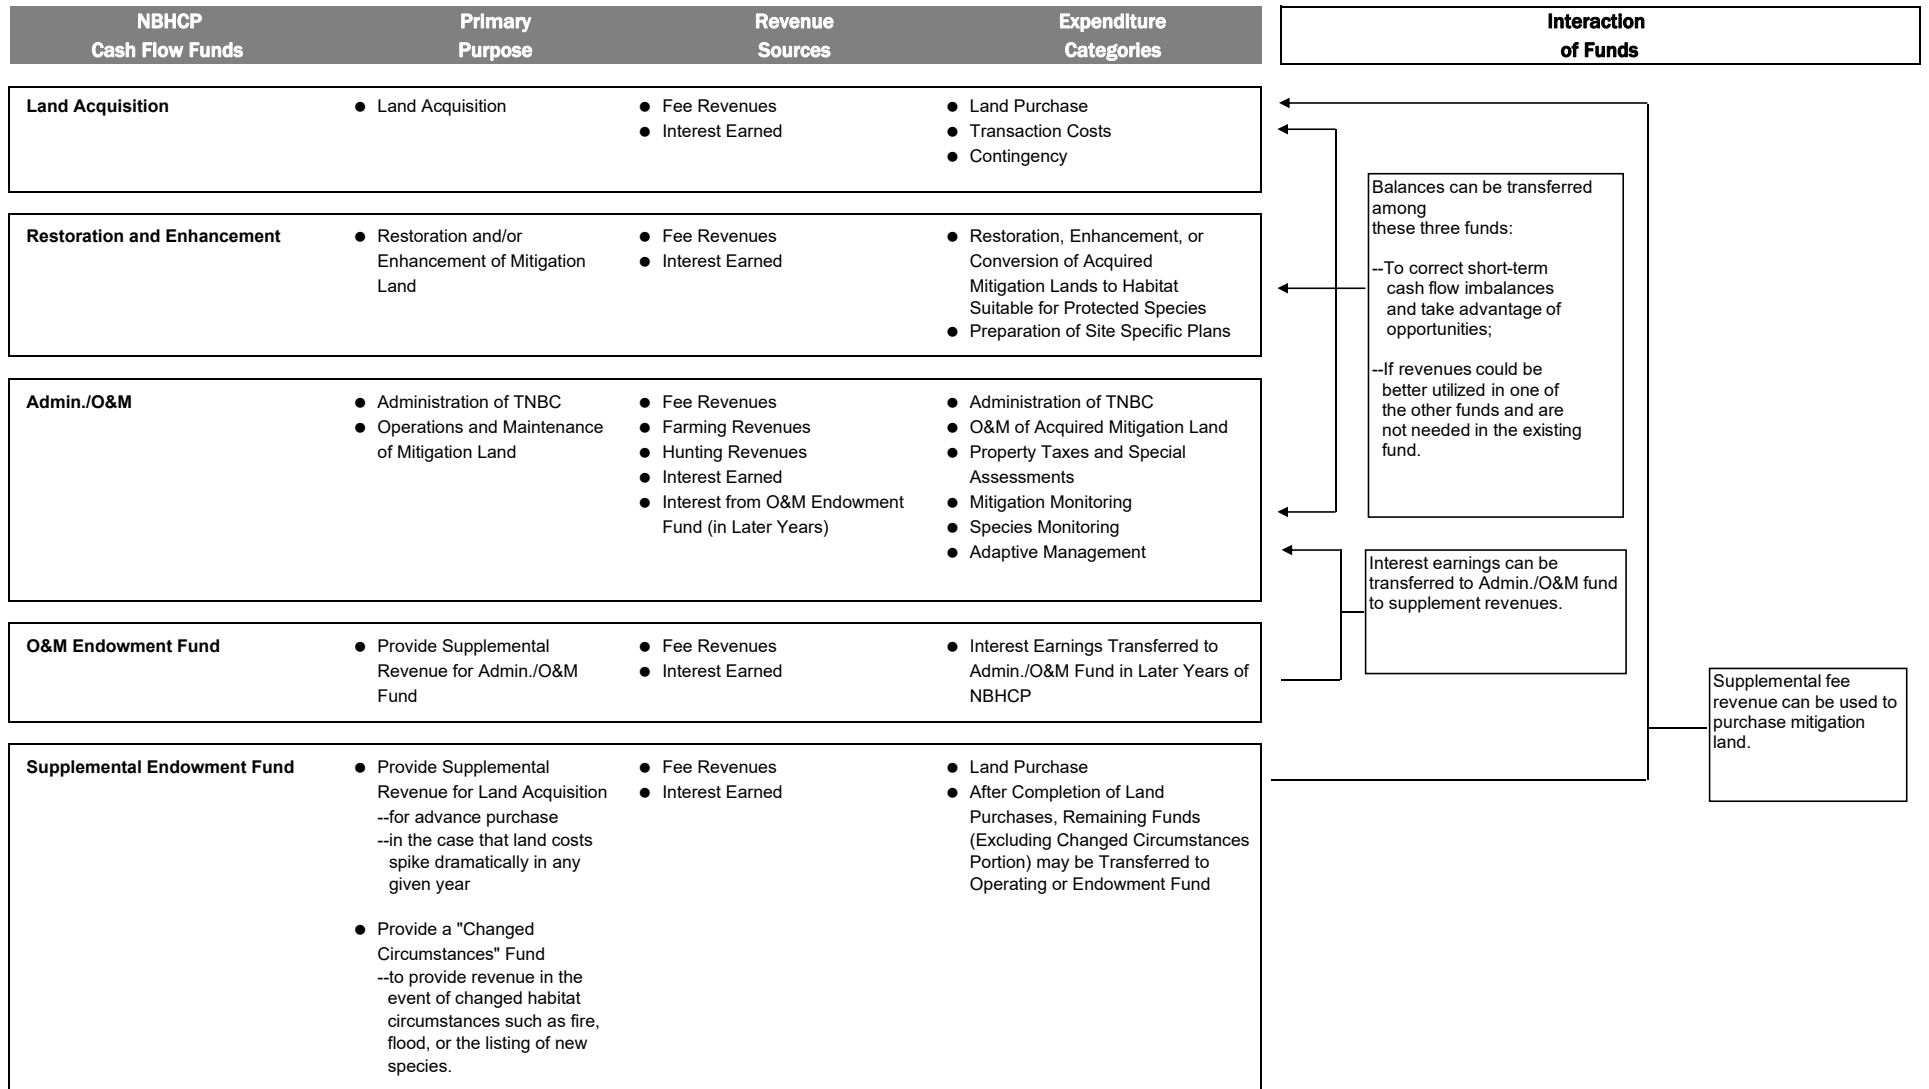 NBHCP
Cash Flow Funds
Primary
Purpose
Revenue
Sources
Expenditure
Categories
Interaction
of Funds
Land Acquisition
● Land Acquisition
● Fee Revenues
● Interest Earned
● Land Purchase
● Transaction Costs
● Contingency
Restoration and Enhancement
● Restoration and/or
Enhancement of Mitigation
Land
● Fee Revenues
● Interest Earned
● Restoration, Enhancement, or
Conversion of Acquired
Mitigation Lands to Habitat
Suitable for Protected Species
● Preparation of Site Specific Plans
Admin./O&M
● Administration of TNBC
● Operations and Maintenance
of Mitigation Land
● Fee Revenues
● Farming Revenues
● Hunting Revenues
● Interest Earned
● Interest from O&M Endowment
Fund (in Later Years)
● Administration of TNBC
● O&M of Acquired Mitigation Land
● Property Taxes and Special
Assessments
● Mitigation Monitoring
● Species Monitoring
● Adaptive Management
O&M Endowment Fund
● Provide Supplemental
Revenue for Admin./O&M
Fund
● Fee Revenues
● Interest Earned
● Interest Earnings Transferred to
Admin./O&M Fund in Later Years of
NBHCP
Supplemental Endowment Fund
● Provide Supplemental
Revenue for Land Acquisition
--for advance purchase
--in the case that land costs
spike dramatically in any
given year
● Provide a "Changed
Circumstances" Fund
--to provide revenue in the
event of changed habitat
circumstances such as fire,
flood, or the listing of new
species.
● Fee Revenues
● Interest Earned
● Land Purchase
● After Completion of Land
Purchases, Remaining Funds
(Excluding Changed Circumstances
Portion) may be Transferred to
Operating or Endowment Fund
Balances can be transferred
among
these three funds:
--To correct short-term
cash flow imbalances
and take advantage of
opportunities;
--If revenues could be
better utilized in one of
the other funds and are
not needed in the existing
fund.
Interest earnings can be
transferred to Admin./O&M fund
to supplement revenues.
Supplemental fee
revenue can be used to
purchase mitigation
land.